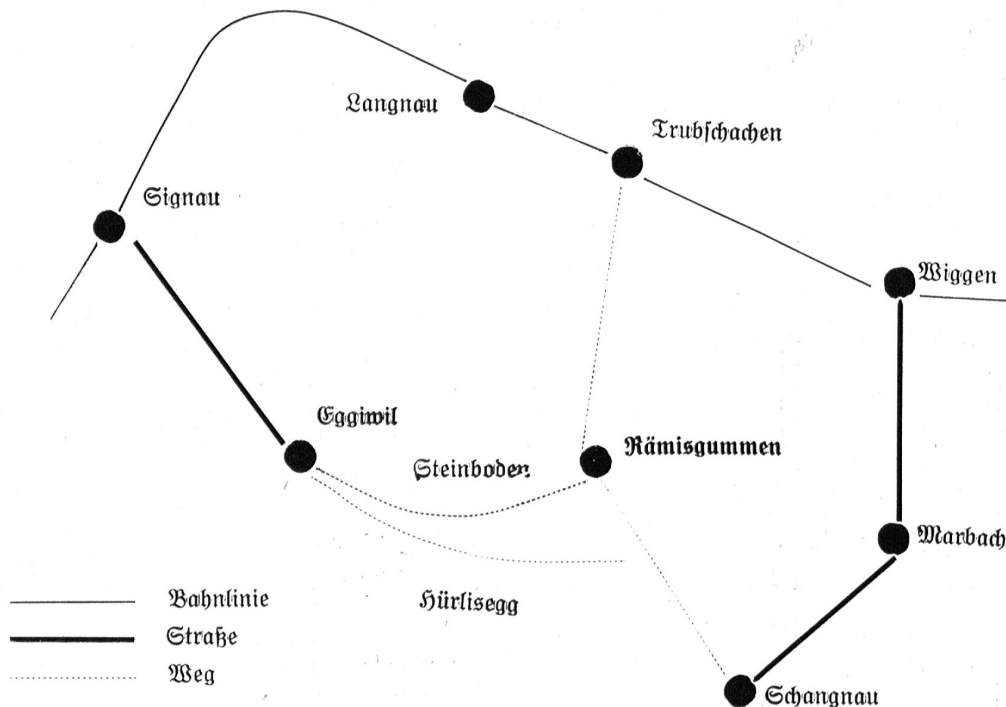 Langnau
Trubschachen
Signau
Wiggen
Eggiwil
Steinboden
Rämisgummen
Marbach
Hürlisegg
Schangnau
Bahnlinie
Straße
Weg